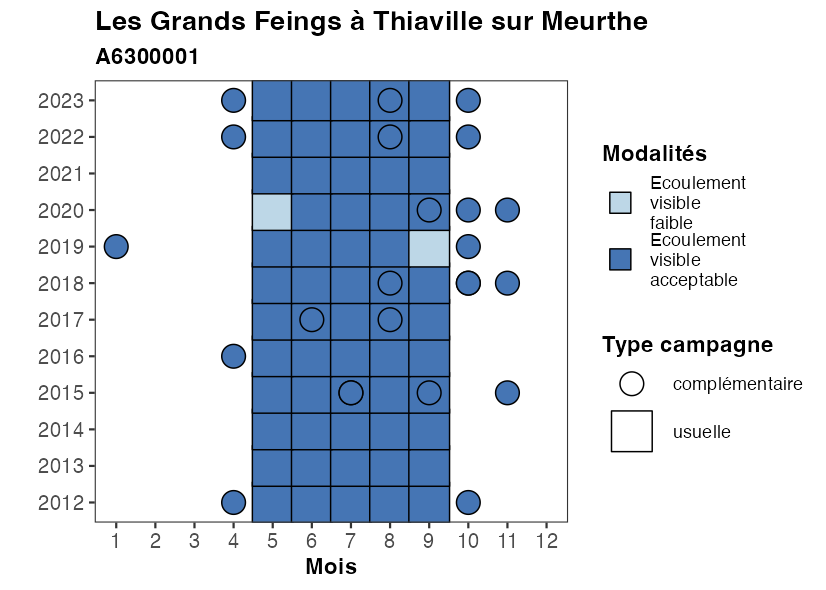 Les Grands Feings à Thiaville sur Meurthe
A6300001
2023
2022
2021
2020
2019
2018
2017
2016
2015
2014
2013
2012
1 2 3 4 5 6 7 8 9 10 11 12
Mois
Modalités
Ecoulement
visible
faible
Ecoulement
visible
acceptable
Type campagne
complémentaire
usuelle